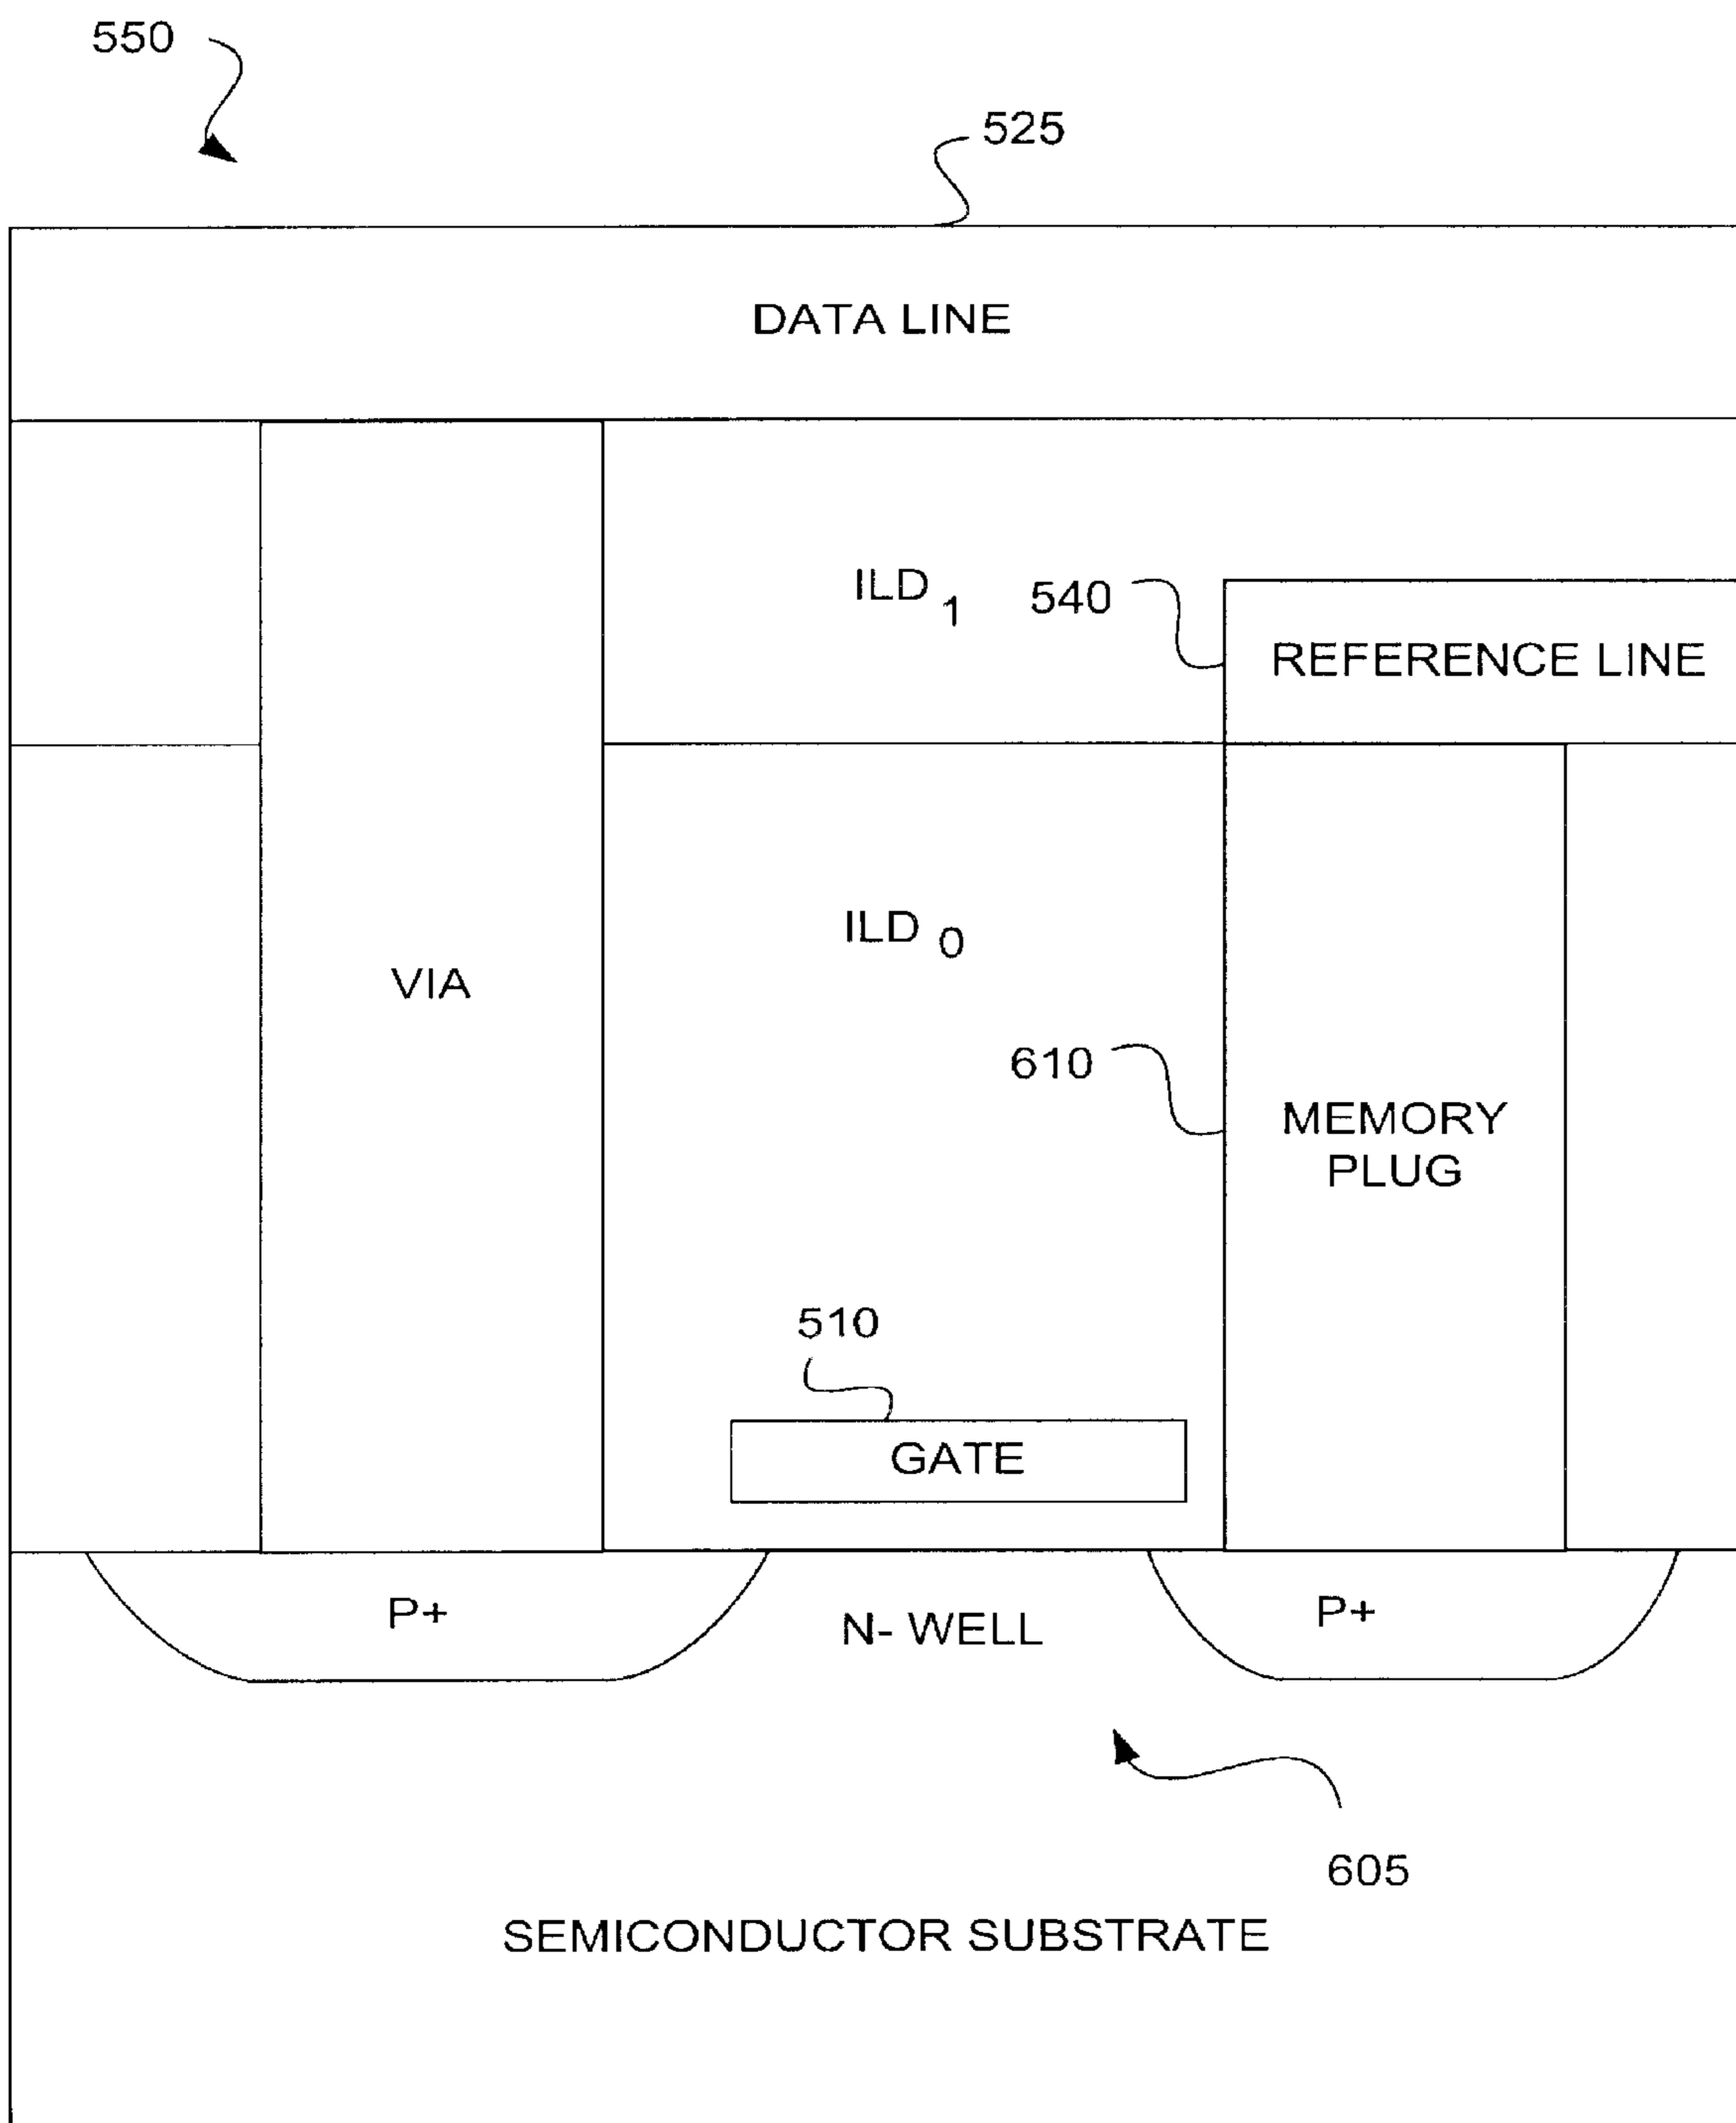 550
525
DATA LINE
ILD 1
540
REFERENCE LINE
ILD 0
VIA
610
MEMORY
PLUG
510
GATE
P+
N- WELL
P+
605
SEMICONDUCTOR SUBSTRATE